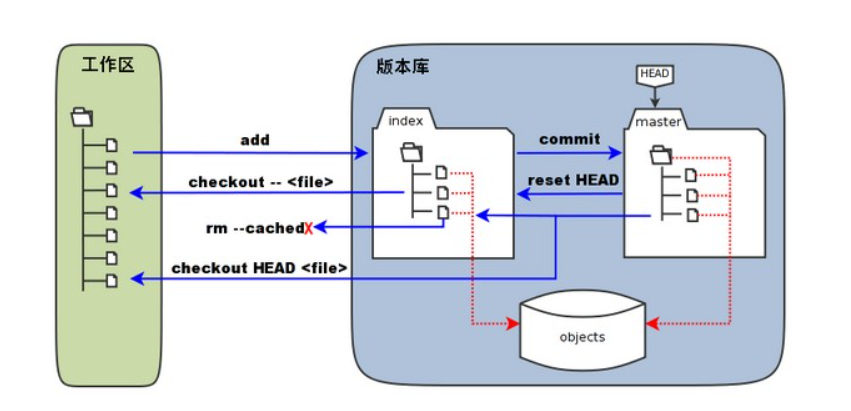 工作区
版本库
HEAD
index
master
add
commit
checkout -- <file>
reset HEAD
rm --cached
X
checkout HEAD <file>
objects